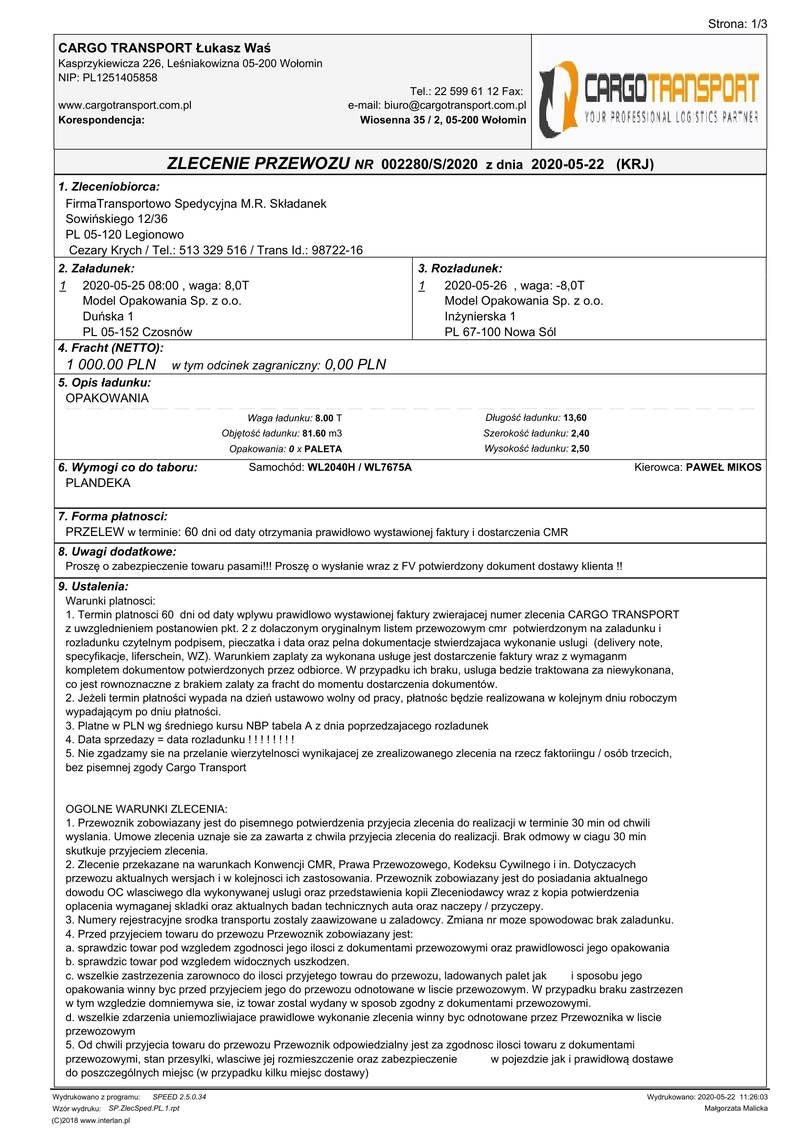 Strona: 1/3
CARGO TRANSPORT Łukasz Waś
Kasprzykiewicza 226, Leśniakowizna 05-200 Wołomin
NIP: PL1251405858
Tel.: 22 599 61 12 Fax:
www.cargotransport.com.pl e-mail: biuro@cargotransport.com.pl
Korespondencja: Wiosenna 35 / 2, 05-200 Wołomin
CARGOTRANSPORT
YOUR PROFESSIONAL LOGISTICS PARTNER
ZLECENIE PRZEWOZU NR 002280/S/2020 z dnia 2020-05-22 (KRJ)
1. Zleceniobiorca:
FirmaTransportowo Spedycyjna M.R. Składanek
Sowińskiego 12/36
PL 05-120 Legionowo
Cezary Krych / Tel.: 513 329 516 / Trans Id.: 98722-16
2. Załadunek:
1 2020-05-25 08:00 , waga: 8,0T
Model Opakowania Sp. z o.o.
Duńska 1
PL 05-152 Czosnów
3. Rozładunek:
1 2020-05-26 , waga: -8,0T
Model Opakowania Sp. z o.o.
Inżynierska 1
PL 67-100 Nowa Sól
4. Fracht (NETTO):
1 000.00 PLN w tym odcinek zagraniczny: 0,00 PLN
5. Opis ładunku:
OPAKOWANIA
Waga ładunku: 8.00 T Długość ładunku: 13,60
Objętość ładunku: 81.60 m3 Szerokość ładunku: 2,40
Opakowania: 0 x PALETA Wysokość ładunku: 2,50
6. Wymogi co do taboru: Samochód: WL2040H / WL7675A Kierowca: PAWEŁ MIKOS
PLANDEKA
7. Forma płatnosci:
PRZELEW w terminie: 60 dni od daty otrzymania prawidłowo wystawionej faktury i dostarczenia CMR
8. Uwagi dodatkowe:
Proszę o zabezpieczenie towaru pasami!!! Proszę o wysłanie wraz z FV potwierdzony dokument dostawy klienta !!
9. Ustalenia:
Warunki platnosci:
1. Termin platnosci 60 dni od daty wplywu prawidlowo wystawionej faktury zwierajacej numer zlecenia CARGO TRANSPORT
z uwzglednieniem postanowien pkt. 2 z dolaczonym oryginalnym listem przewozowym cmr potwierdzonym na zaladunku i
rozladunku czytelnym podpisem, pieczatka i data oraz pelna dokumentacje stwierdzajaca wykonanie uslugi (delivery note,
specyfikacje, liferschein, WZ). Warunkiem zaplaty za wykonana usługe jest dostarczenie faktury wraz z wymaganm
kompletem dokumentow potwierdzonych przez odbiorce. W przypadku ich braku, usluga bedzie traktowana za niewykonana,
co jest rownoznaczne z brakiem zalaty za fracht do momentu dostarczenia dokumentów.
2. Jeżeli termin płatności wypada na dzień ustawowo wolny od pracy, płatnośc będzie realizowana w kolejnym dniu roboczym
wypadającym po dniu płatności.
3. Platne w PLN wg średniego kursu NBP tabela A z dnia poprzedzajacego rozladunek
4. Data sprzedazy = data rozladunku ! ! ! ! ! ! ! !
5. Nie zgadzamy sie na przelanie wierzytelnosci wynikajacej ze zrealizowanego zlecenia na rzecz faktoriingu / osób trzecich,
bez pisemnej zgody Cargo Transport
OGOLNE WARUNKI ZLECENIA:
1. Przewoznik zobowiazany jest do pisemnego potwierdzenia przyjecia zlecenia do realizacji w terminie 30 min od chwili
wyslania. Umowe zlecenia uznaje sie za zawarta z chwila przyjecia zlecenia do realizacji. Brak odmowy w ciagu 30 min
skutkuje przyjeciem zlecenia.
2. Zlecenie przekazane na warunkach Konwencji CMR, Prawa Przewozowego, Kodeksu Cywilnego i in. Dotyczacych
przewozu aktualnych wersjach i w kolejnosci ich zastosowania. Przewoznik zobowiazany jest do posiadania aktualnego
dowodu OC wlasciwego dla wykonywanej uslugi oraz przedstawienia kopii Zleceniodawcy wraz z kopia potwierdzenia
oplacenia wymaganej skladki oraz aktualnych badan technicznych auta oraz naczepy / przyczepy.
3. Numery rejestracyjne srodka transportu zostaly zaawizowane u zaladowcy. Zmiana nr moze spowodowac brak zaladunku.
4. Przed przyjeciem towaru do przewozu Przewoznik zobowiazany jest:
a. sprawdzic towar pod wzgledem zgodnosci jego ilosci z dokumentami przewozowymi oraz prawidlowosci jego opakowania
b. sprawdzic towar pod wzgledem widocznych uszkodzen.
c. wszelkie zastrzezenia zarownoco do ilosci przyjetego towrau do przewozu, ladowanych palet jak i sposobu jego
opakowania winny byc przed przyjeciem jego do przewozu odnotowane w liscie przewozowym. W przypadku braku zastrzezen
w tym wzgledzie domniemywa sie, iz towar zostal wydany w sposob zgodny z dokumentami przewozowymi.
d. wszelkie zdarzenia uniemozliwiajace prawidlowe wykonanie zlecenia winny byc odnotowane przez Przewoznika w liscie
przewozowym
5. Od chwili przyjecia towaru do przewozu Przewoznik odpowiedzialny jest za zgodnosc ilosci towaru z dokumentami
przewozowymi, stan przesylki, wlasciwe jej rozmieszczenie oraz zabezpieczenie w pojezdzie jak i prawidłową dostawe
do poszczególnych miejsc (w przypadku kilku miejsc dostawy)
Wydrukowano z programu: SPEED 2.5.0.34 Wydrukowano: 2020-05-22 11:26:03
Wzór wydruku: SP.ZlecSped.PL.1.rpt Małgorzata Malicka
(C)2018 www.interlan.pl